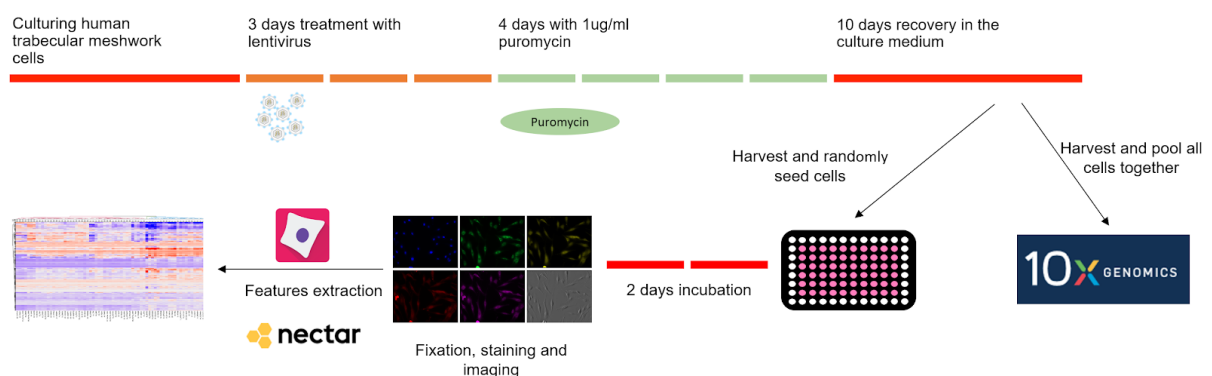 Culturing human
trabecular meshwork
cells
3 days treatment with
lentivirus
4 days with 1ug/ml
puromycin
10 days recovery in the
culture medium
Puromycin
Harvest and randomly
seed cells
Harvest and pool all
cells together
Features extraction
nectar
Fixation, staining and
imaging
2 days incubation
10X GENOMICS